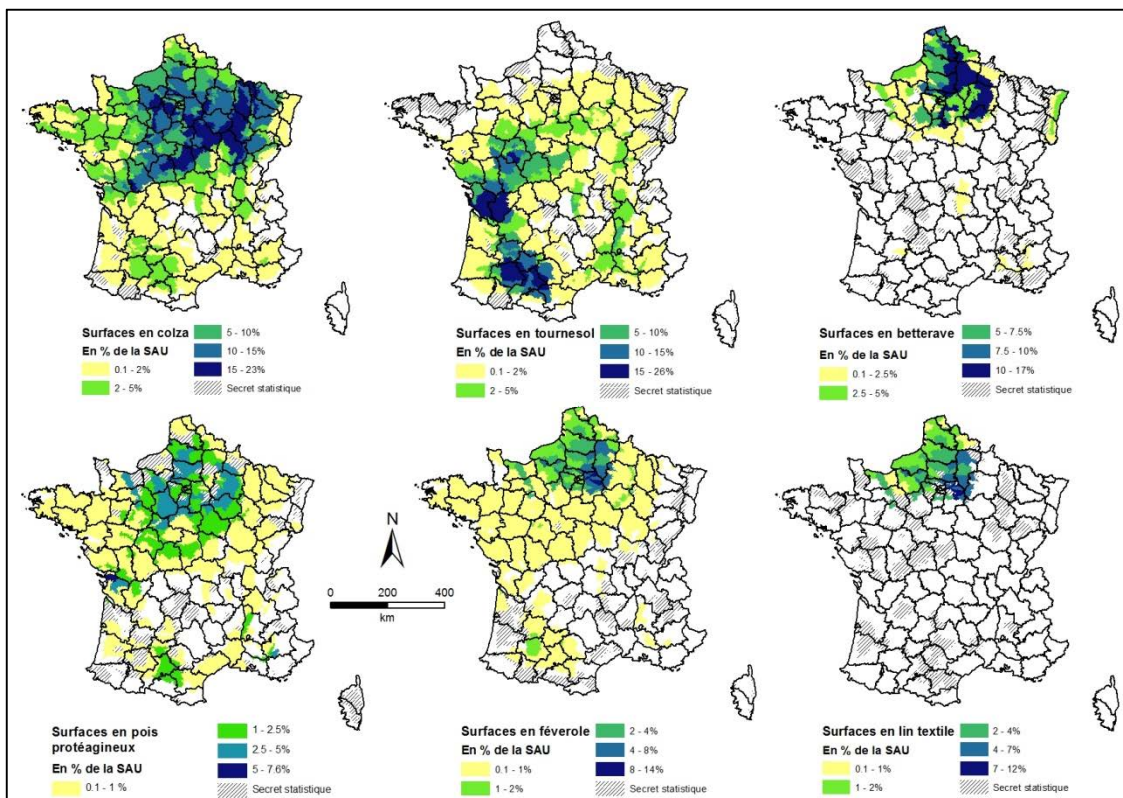 Surfaces en colza
En % de la SAU
0.1 - 2%
2 - 5%
5 - 10%
10 - 15%
15 - 23%
Secret statistique
Surfaces en tournesol
En % de la SAU
0.1 - 2%
2 - 5%
5 - 10%
10 - 15%
15 - 26%
Secret statistique
Surfaces en betterave
En % de la SAU
0.1 - 2.5%
2.5 - 5%
5 - 7.5%
7.5 - 10%
10 - 17%
Secret statistique
N
0 200 400
km
Surfaces en pois
protéagineux
En % de la SAU
0.1 - 1 %
1 - 2.5%
2.5 - 5%
5 - 7.6%
Secret statistique
Surfaces en féverole
En % de la SAU
0.1 - 1%
1 - 2%
2 - 4%
4 - 8%
8 - 14%
Secret statistique
Surfaces en lin textile
En % de la SAU
0.1 - 1%
1 - 2%
2 - 4%
4 - 7%
7 - 12%
Secret statistique